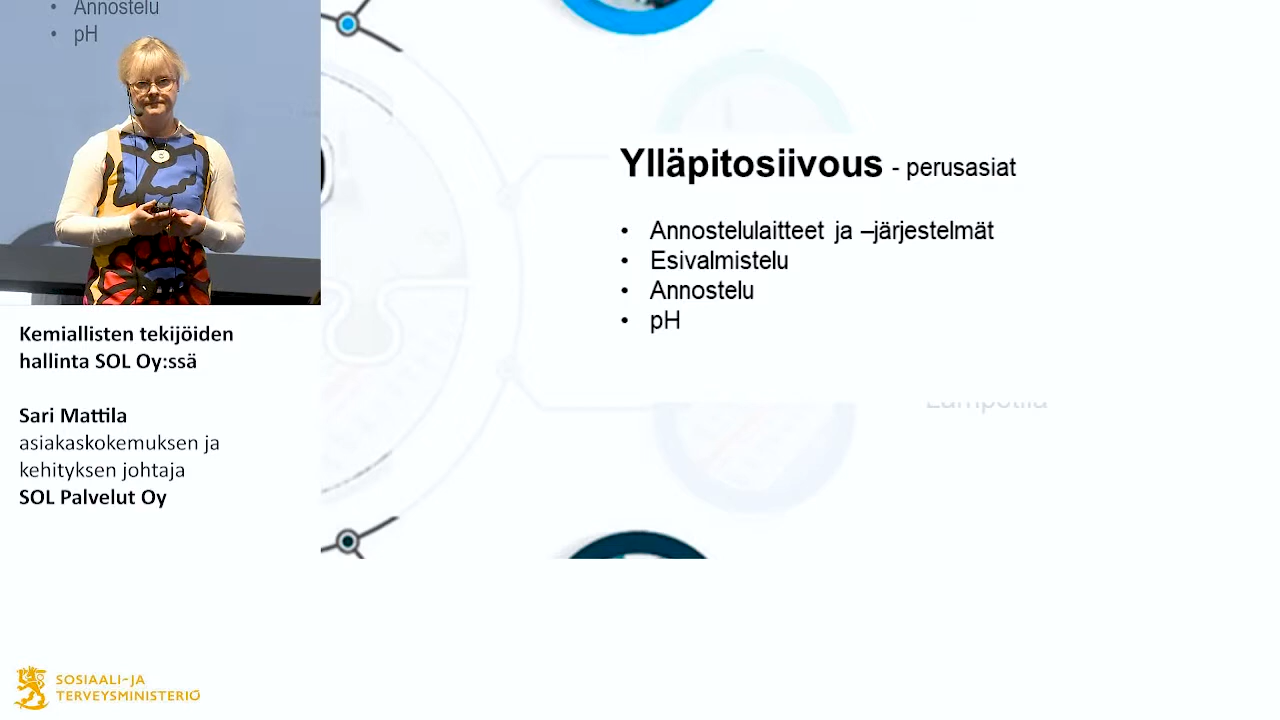 • Annostelu
• pH
Kemiallisten tekijöiden
hallinta SOL Oy:ssä
Sari Mattila
asiakaskokemuksen ja
kehityksen johtaja
SOL Palvelut Oy
SOSIAALI-JA
TERVEYSMINISTERIÖ
Ylläpitosiivous - perusasiat
• Annostelulaitteet ja –järjestelmät
• Esivalmistelu
• Annostelu
• pH
Lämpötila